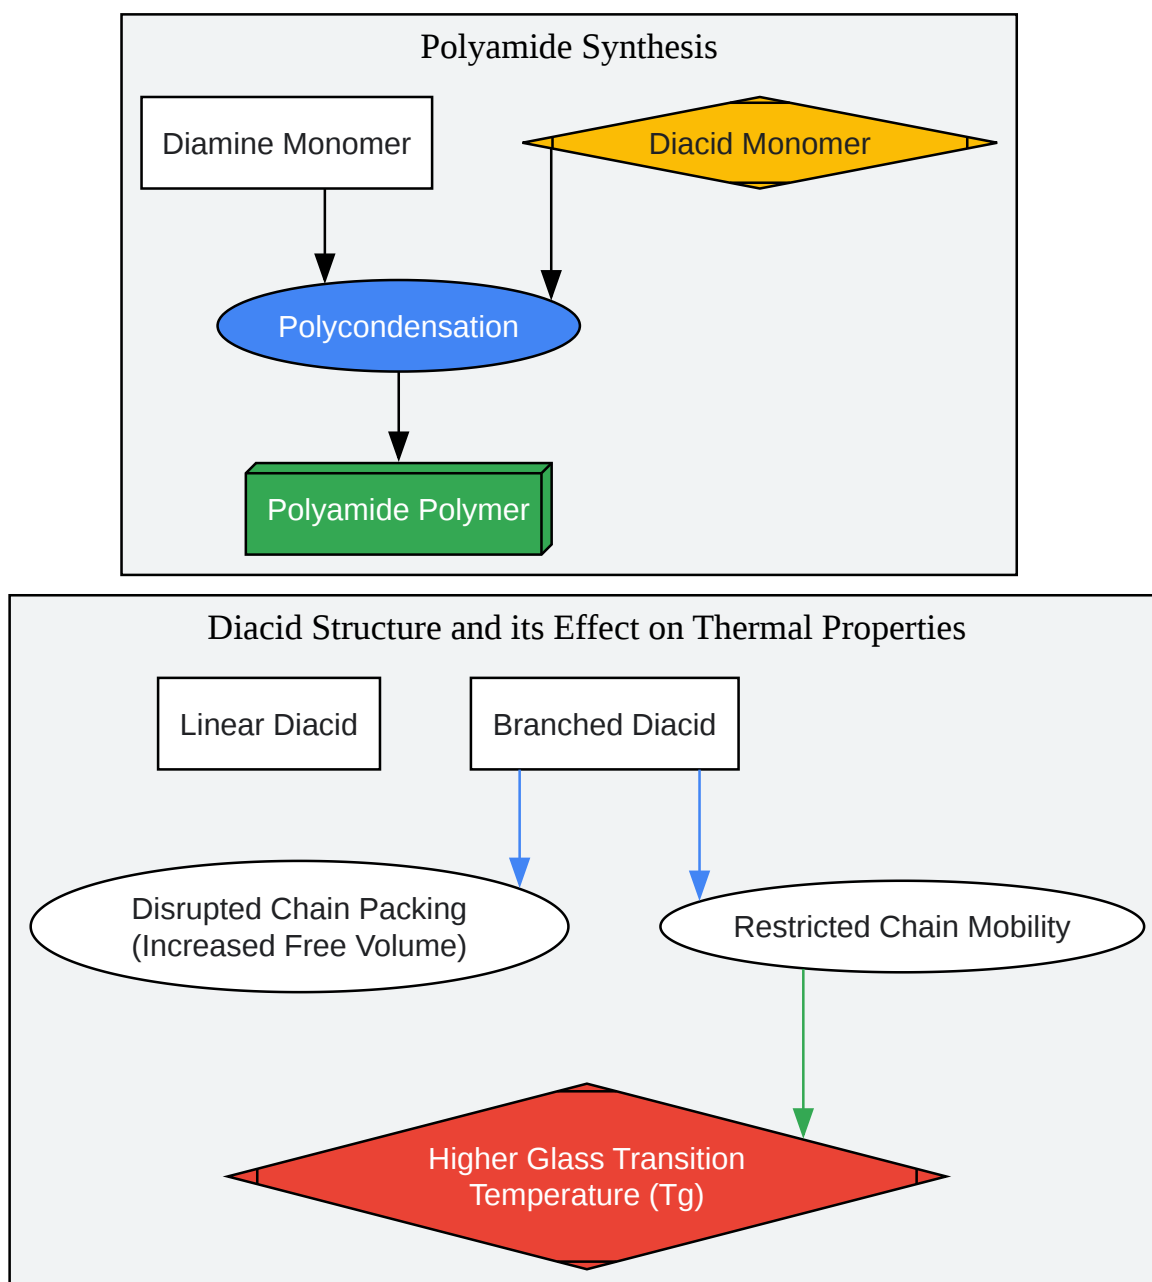 Polyamide Synthesis
Diamine Monomer
Diacid Monomer
Polycondensation
Polyamide Polymer
Diacid Structure and its Effect on Thermal Properties
Linear Diacid
Branched Diacid
Disrupted Chain Packing
(Increased Free Volume)
Restricted Chain Mobility
Higher Glass Transition
Temperature (Tg)